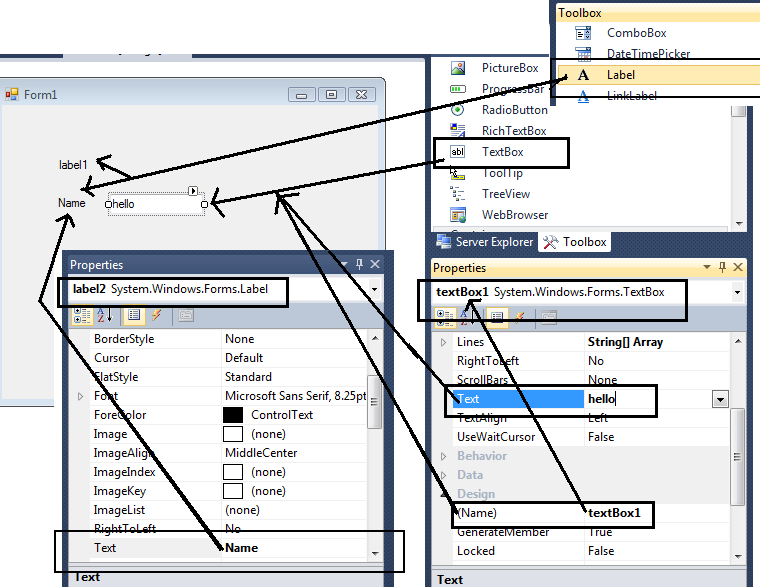 Toolbox
ComboBox
DateTimePicker
A Label
A LinkLabel
PictureBox
ProgressBar
RadioButton
RichTextBox
abl TextBox
ToolTip
TreeView
WebBrowser
Server Explorer Toolbox
Form1
label1
Name hello
Properties
label2 System.Windows.Forms.Label
BorderStyle None
Cursor Default
FlatStyle Standard
Font Microsoft Sans Serif, 8.25pt
ForeColor ControlText
Image (none)
ImageAlign MiddleCenter
ImageIndex (none)
ImageKey (none)
ImageList (none)
RightToLeft No
Text Name
Text
Properties
textBox1 System.Windows.Forms.TextBox
Lines String[] Array
RightToLeft No
ScrollBars None
Text hello
TextAlign Left
UseWaitCursor False
Behavior
Data
Design
(Name) textBox1
GenerateMember True
Locked False
Text